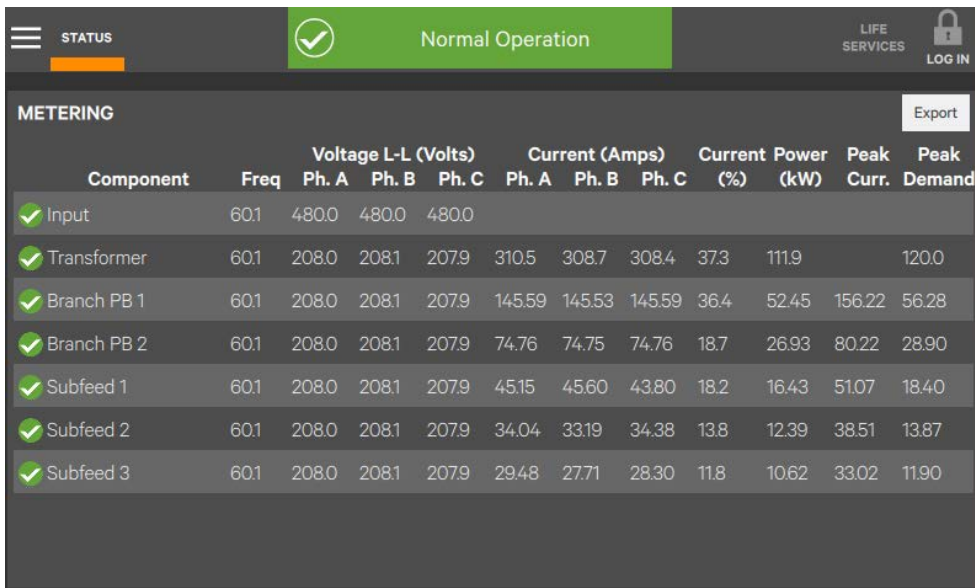 STATUS
Normal Operation
LIFE
SERVICES
LOG IN
METERING
Export
Voltage L-L (Volts) Current (Amps) Current Power Peak Peak
Component Freq Ph. A Ph. B Ph. C Ph. A Ph. B Ph. C (%) (kW) Curr. Demand
Input 60.1 480.0 480.0 480.0
Transformer 60.1 208.0 208.1 207.9 310.5 308.7 308.4 37.3 111.9 120.0
Branch PB 1 60.1 208.0 208.1 207.9 145.59 145.53 145.59 36.4 52.45 156.22 56.28
Branch PB 2 60.1 208.0 208.1 207.9 74.76 74.75 74.76 18.7 26.93 80.22 28.90
Subfeed 1 60.1 208.0 208.1 207.9 45.15 45.60 43.80 18.2 16.43 51.07 18.40
Subfeed 2 60.1 208.0 208.1 207.9 34.04 33.19 34.38 13.8 12.39 38.51 13.87
Subfeed 3 60.1 208.0 208.1 207.9 29.48 27.71 28.30 11.8 10.62 33.02 11.90